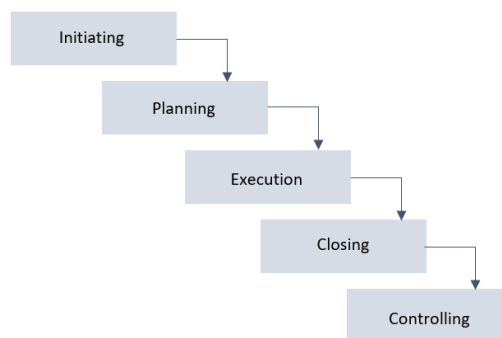 Initiating
Planning
Execution
Closing
Controlling